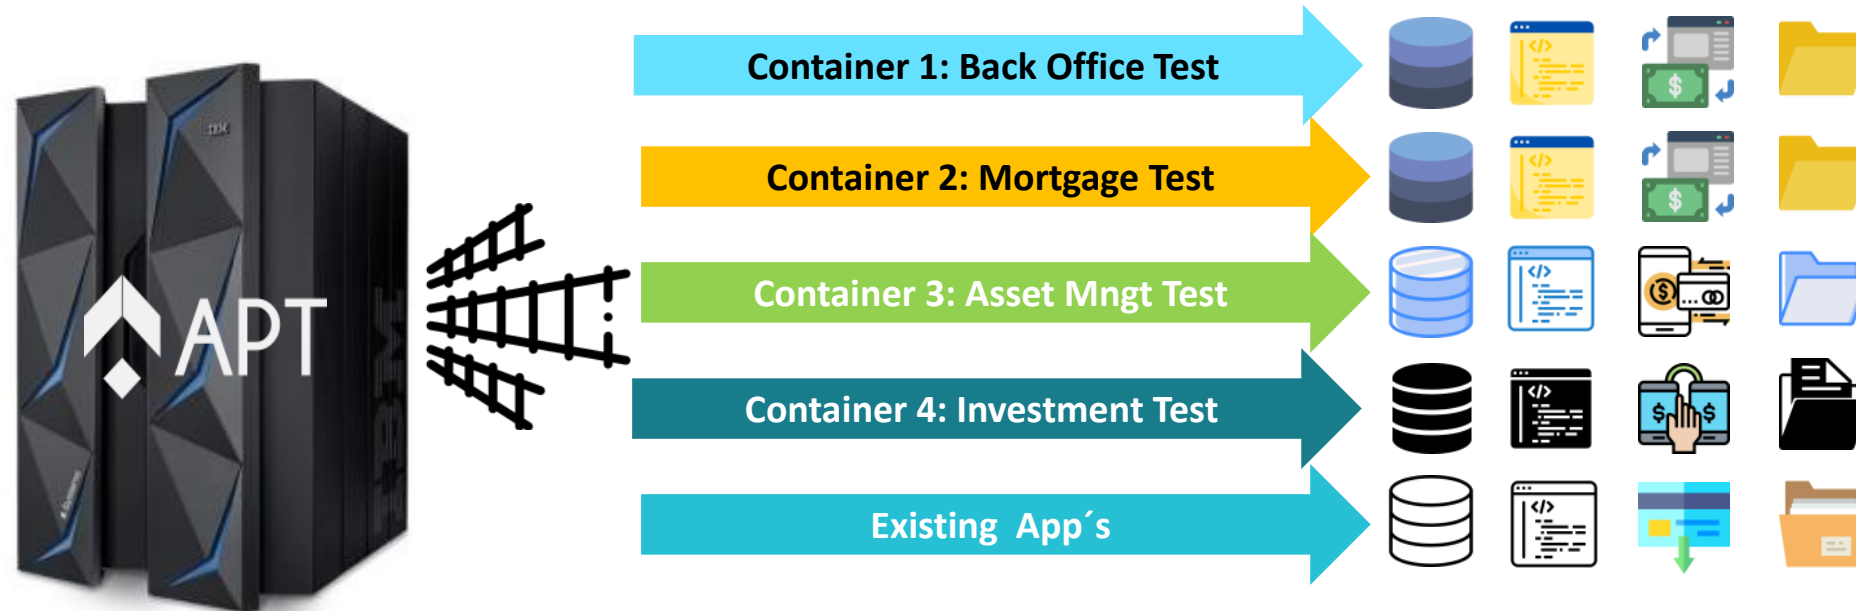 Container 1: Back Office Test
Container 2: Mortgage Test
Container 3: Asset Mngt Test
Container 4: Investment Test
Existing App´s
APT
IBM
IBM